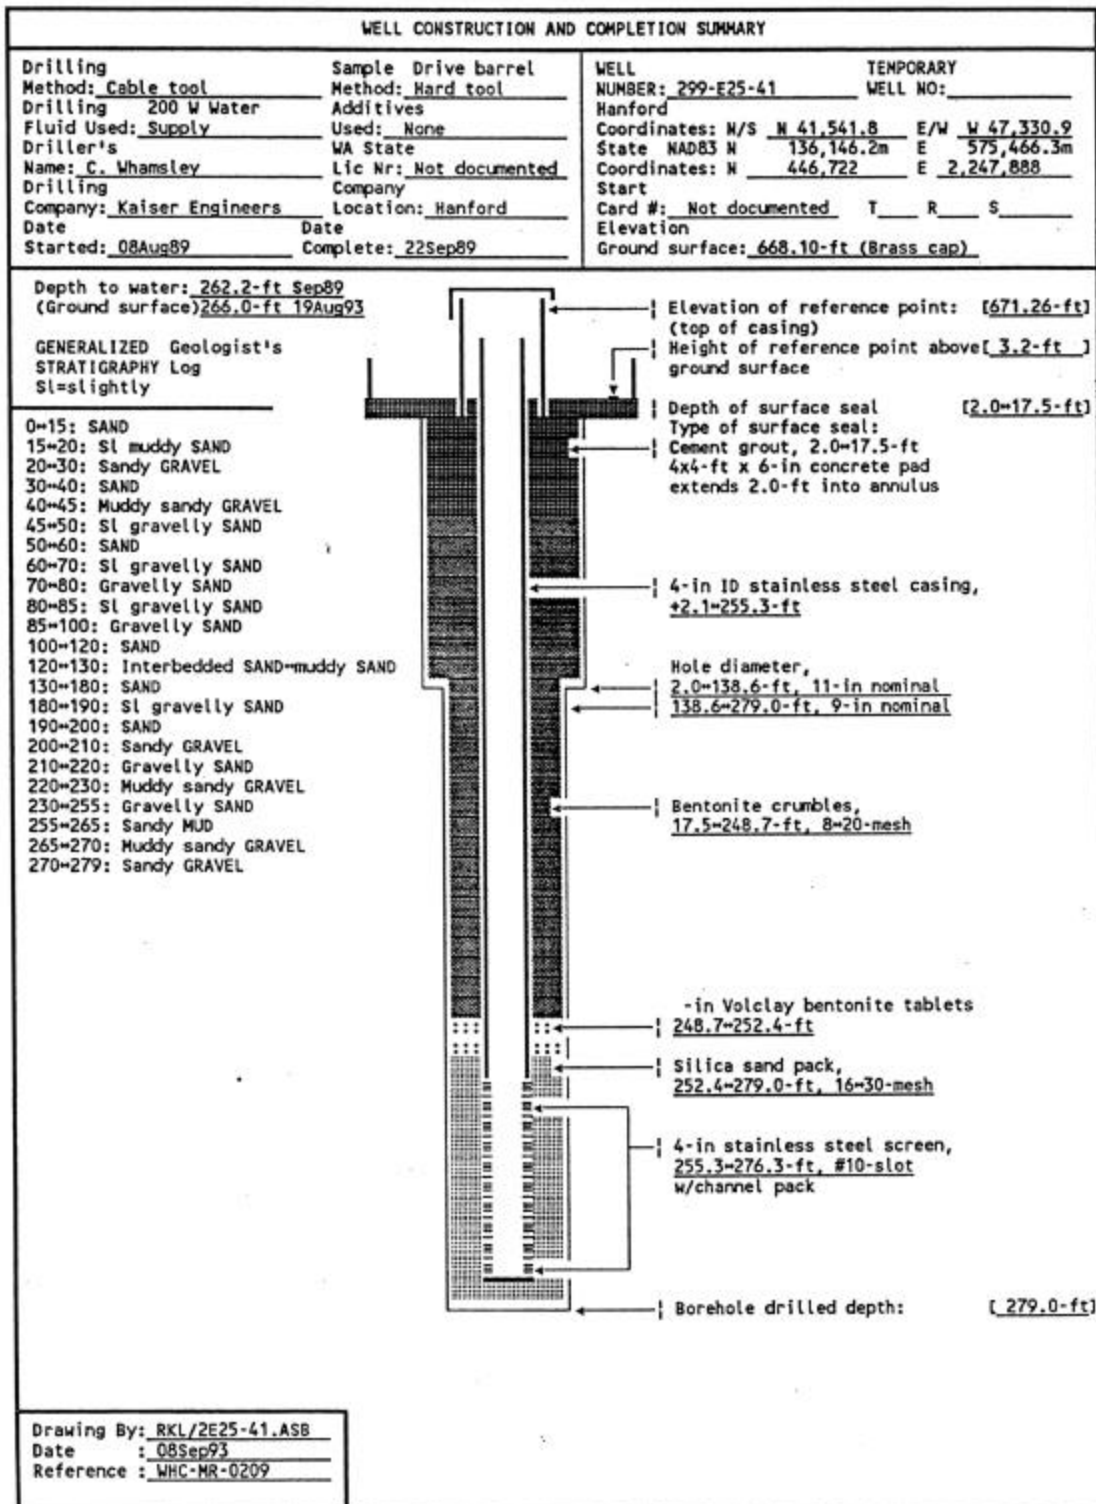 WELL CONSTRUCTION AND COMPLETION SUMMARY
Drilling Sample Drive barrel
Method: Cable tool Method: Hard tool
Drilling 200 W Water Additives
Fluid Used: Supply Used: None
Driller's WA State
Name: C. Whamsley Lic Nr: Not documented
Drilling Company
Company: Kaiser Engineers Location: Hanford
Date Date
Started: 08Aug89 Complete: 22Sep89
WELL TEMPORARY
NUMBER: 299-E25-41 WELL NO:
Hanford
Coordinates: N/S N 41,541.8 E/W W 47,330.9
State NAD83 N 136,146.2m E 575,466.3m
Coordinates: N 446,722 E 2,247,888
Start
Card #: Not documented T R S
Elevation
Ground surface: 668.10-ft (Brass cap)
Depth to water: 262.2-ft Sep89
(Ground surface) 266.0-ft 19Aug93
GENERALIZED Geologist's
STRATIGRAPHY Log
Sl=slightly
0↔15: SAND
15↔20: Sl muddy SAND
20↔30: Sandy GRAVEL
30↔40: SAND
40↔45: Muddy sandy GRAVEL
45↔50: Sl gravelly SAND
50↔60: SAND
60↔70: Sl gravelly SAND
70↔80: Gravelly SAND
80↔85: Sl gravelly SAND
85↔100: Gravelly SAND
100↔120: SAND
120↔130: Interbedded SAND↔muddy SAND
130↔180: SAND
180↔190: Sl gravelly SAND
190↔200: SAND
200↔210: Sandy GRAVEL
210↔220: Gravelly SAND
220↔230: Muddy sandy GRAVEL
230↔255: Gravelly SAND
255↔265: Sandy MUD
265↔270: Muddy sandy GRAVEL
270↔279: Sandy GRAVEL
Elevation of reference point: [671.26-ft]
(top of casing)
Height of reference point above [ 3.2-ft ]
ground surface
Depth of surface seal [2.0↔17.5-ft]
Type of surface seal:
Cement grout, 2.0↔17.5-ft
4x4-ft x 6-in concrete pad
extends 2.0-ft into annulus
4-in ID stainless steel casing,
+2.1↔255.3-ft
Hole diameter,
2.0↔138.6-ft, 11-in nominal
138.6↔279.0-ft, 9-in nominal
Bentonite crumbles,
17.5↔248.7-ft, 8↔20-mesh
-in Volclay bentonite tablets
248.7↔252.4-ft
Silica sand pack,
252.4↔279.0-ft, 16↔30-mesh
4-in stainless steel screen,
255.3↔276.3-ft, #10-slot
w/channel pack
Borehole drilled depth: [ 279.0-ft]
Drawing By: RKL/2E25-41.ASB
Date : 08Sep93
Reference : WHC-MR-0209